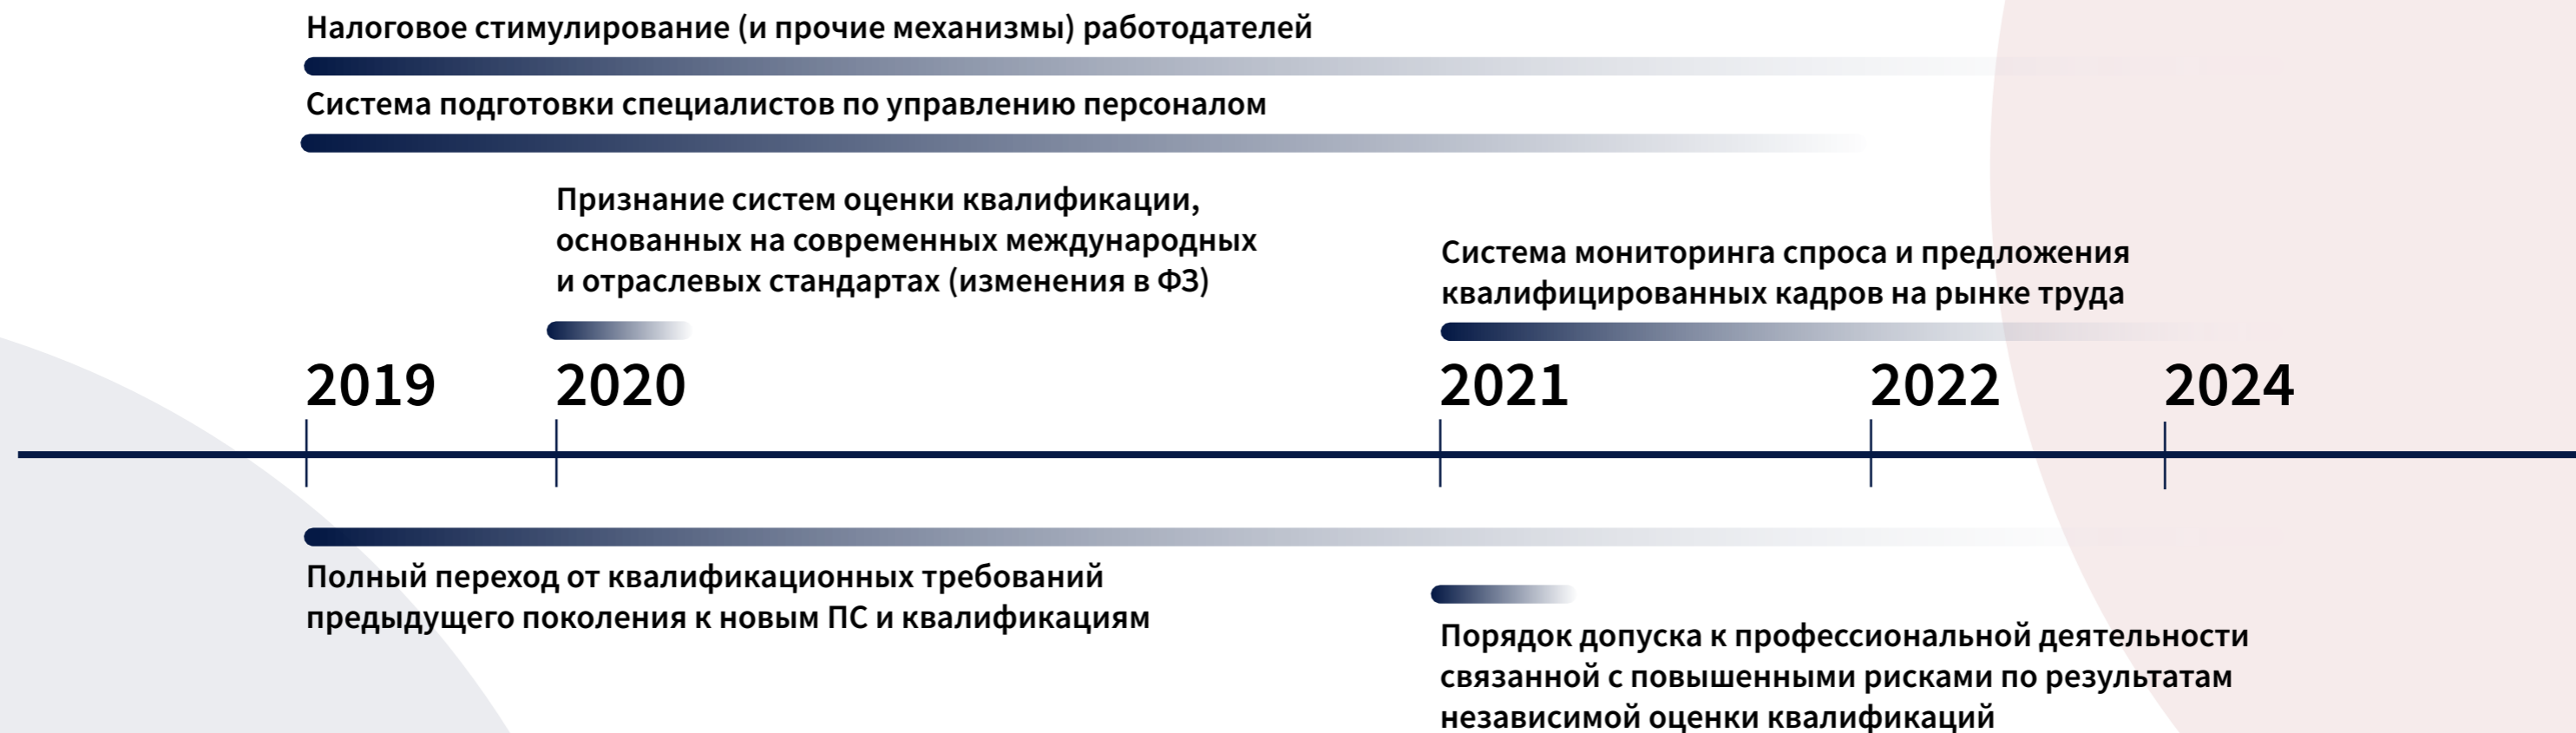 Налоговое стимулирование (и прочие механизмы) работодателей
Система подготовки специалистов по управлению персоналом
Признание систем оценки квалификации,
основанных на современных международных
и отраслевых стандартах (изменения в ФЗ)
Система мониторинга спроса и предложения
квалифицированных кадров на рынке труда
2019
2020
2021
2022
2024
Полный переход от квалификационных требований
предыдущего поколения к новым ПС и квалификациям
Порядок допуска к профессиональной деятельности
связанной с повышенными рисками по результатам
независимой оценки квалификаций